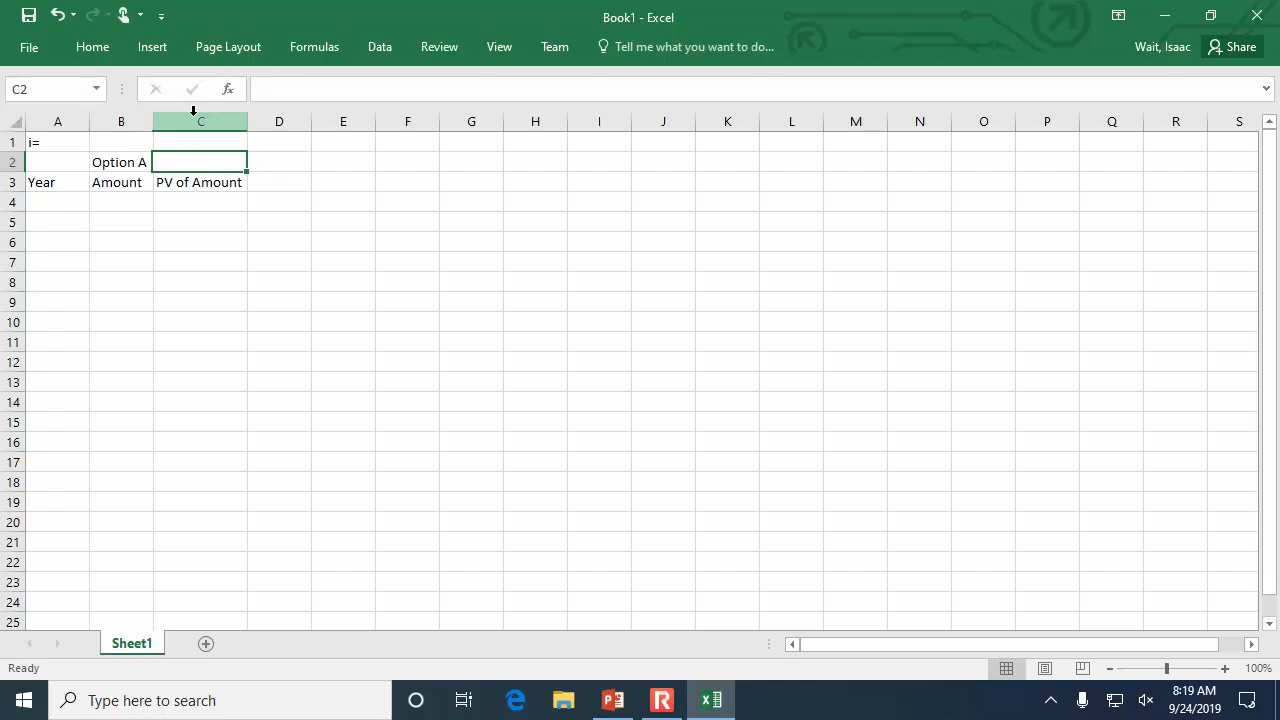 Book1 - Excel
File Home Insert Page Layout Formulas Data Review View Team Tell me what you want to do... Wait, Isaac Share
C2 fx
A B C D E F G H I J K L M N O P Q R S
1 i=
2 Option A
3 Year Amount PV of Amount
4
5
6
7
8
9
10
11
12
13
14
15
16
17
18
19
20
21
22
23
24
25
Sheet1
Ready 100%
Type here to search 8:19 AM
9/24/2019